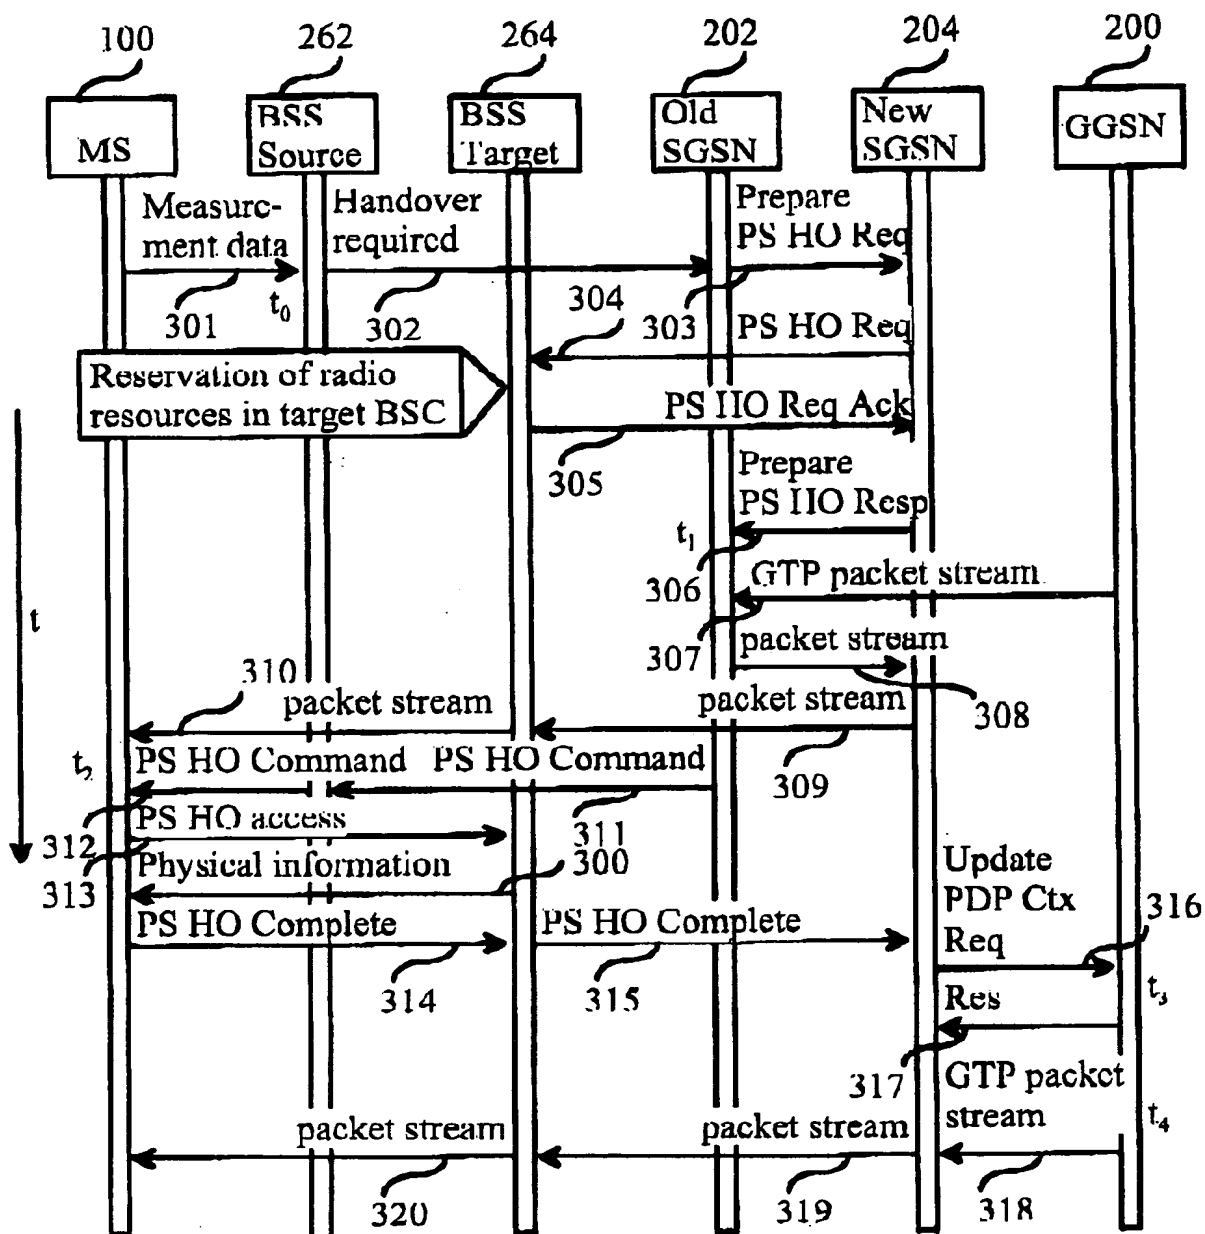 100
262
264
202
204
200
MS
BSS
Source
BSS
Target
Old
SGSN
New
SGSN
GGSN
Measure-
ment data
Handover
required
Prepare
PS HO Req
301
t0
302
304
303
PS HO Req
Reservation of radio
resources in target BSC
PS HO Req Ack
305
Prepare
PS HO Resp
t1
306
GTP packet stream
t
307
packet stream
310
packet stream
packet stream
308
t2
PS HO Command
PS HO Command
309
312
PS HO access
311
300
313
Physical information
Update
PDP Ctx
Req
316
PS HO Complete
PS HO Complete
314
315
t3
Res
317
GTP packet
stream
t4
packet stream
packet stream
320
319
318